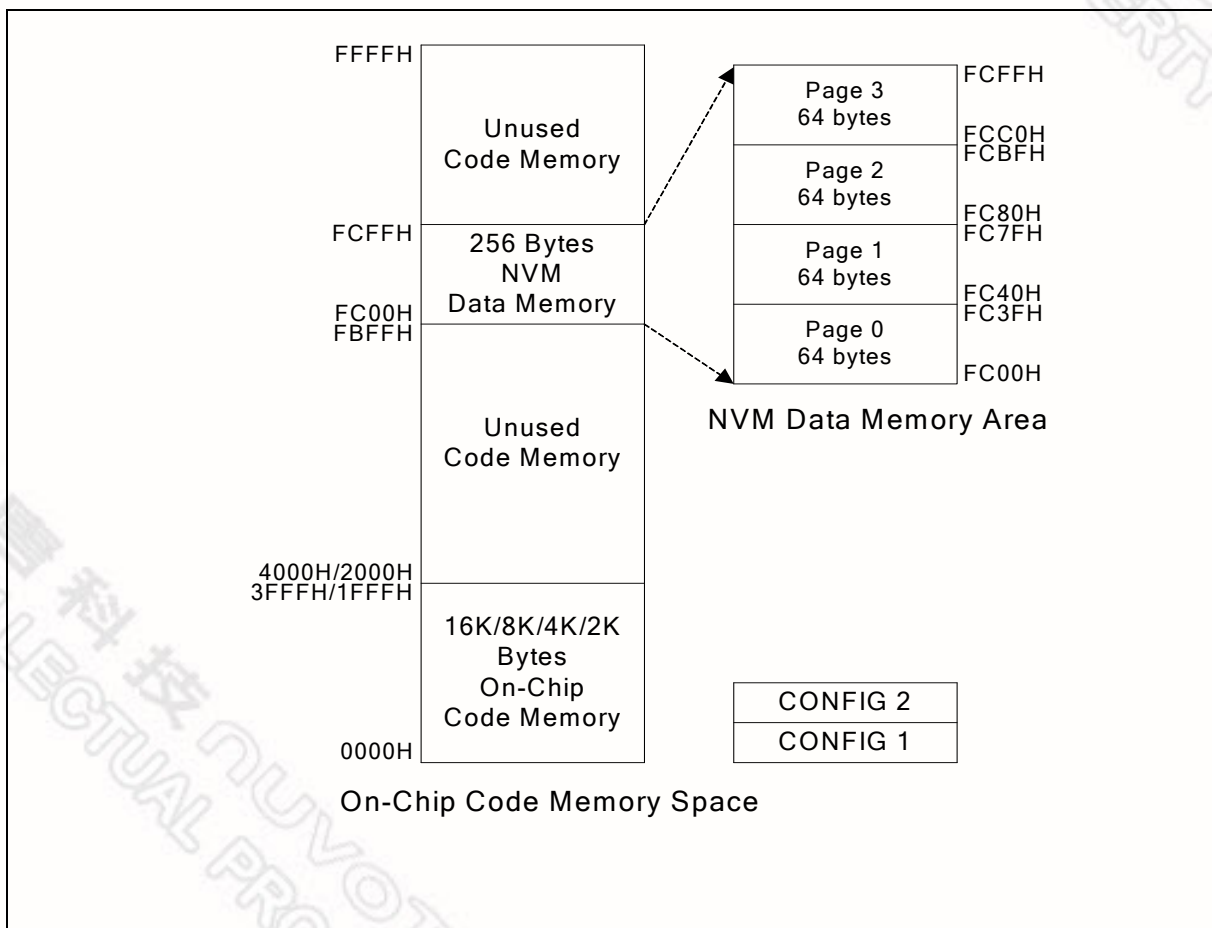 FFFFH
Unused
Code Memory
FCFFH
256 Bytes
NVM
Data Memory
FC00H
FBFFH
Unused
Code Memory
4000H/2000H
3FFFH/1FFFH
16K/8K/4K/2K
Bytes
On-Chip
Code Memory
0000H
On-Chip Code Memory Space
FCFFH
Page 3
64 bytes
FCC0H
FCBFH
Page 2
64 bytes
FC80H
FC7FH
Page 1
64 bytes
FC40H
FC3FH
Page 0
64 bytes
FC00H
NVM Data Memory Area
CONFIG 2
CONFIG 1